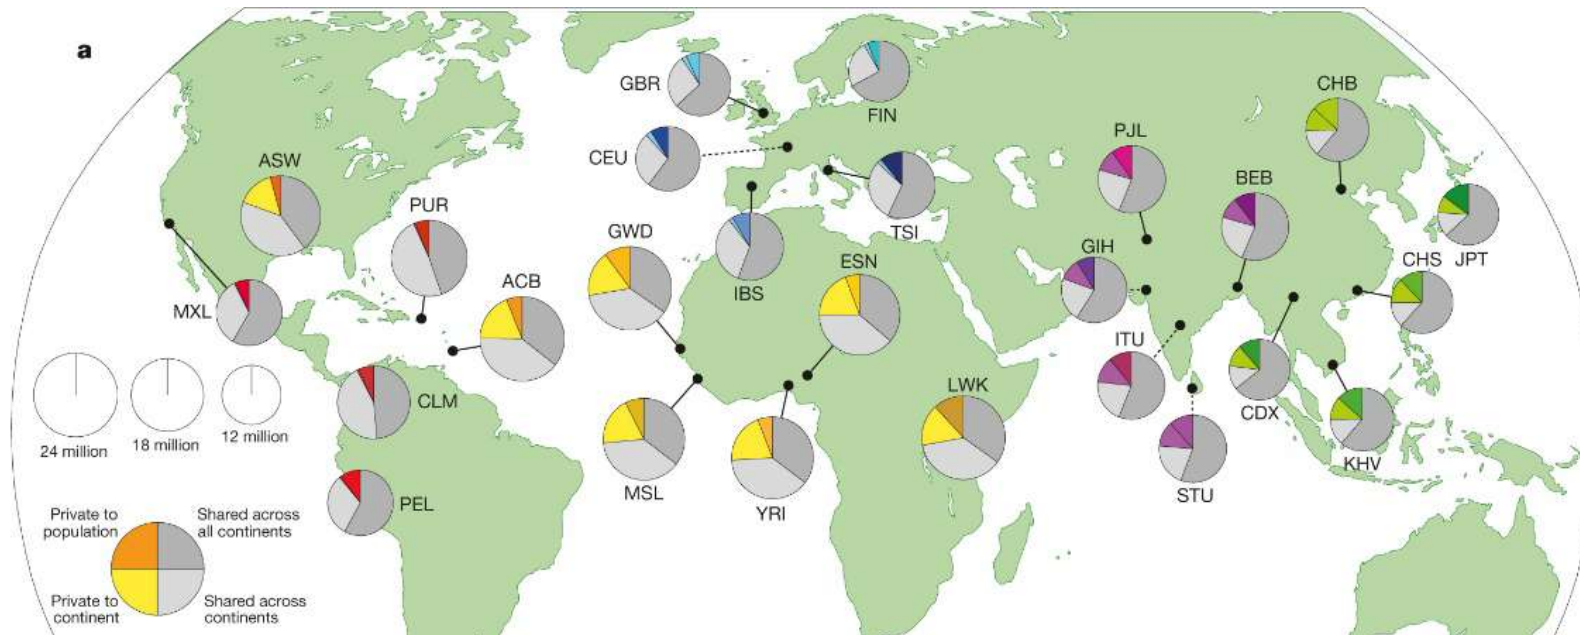 a
GBR
FIN
CHB
CEU
PJL
ASW
BEB
PUR
TSI
GWD
GIH
CHS
JPT
ESN
ACB
IBS
MXL
ITU
LWK
CLM
CDX
24 million
18 million
12 million
KHV
MSL
STU
PEL
YRI
Private to
population
Shared across
all continents
Private to
continent
Shared across
continents